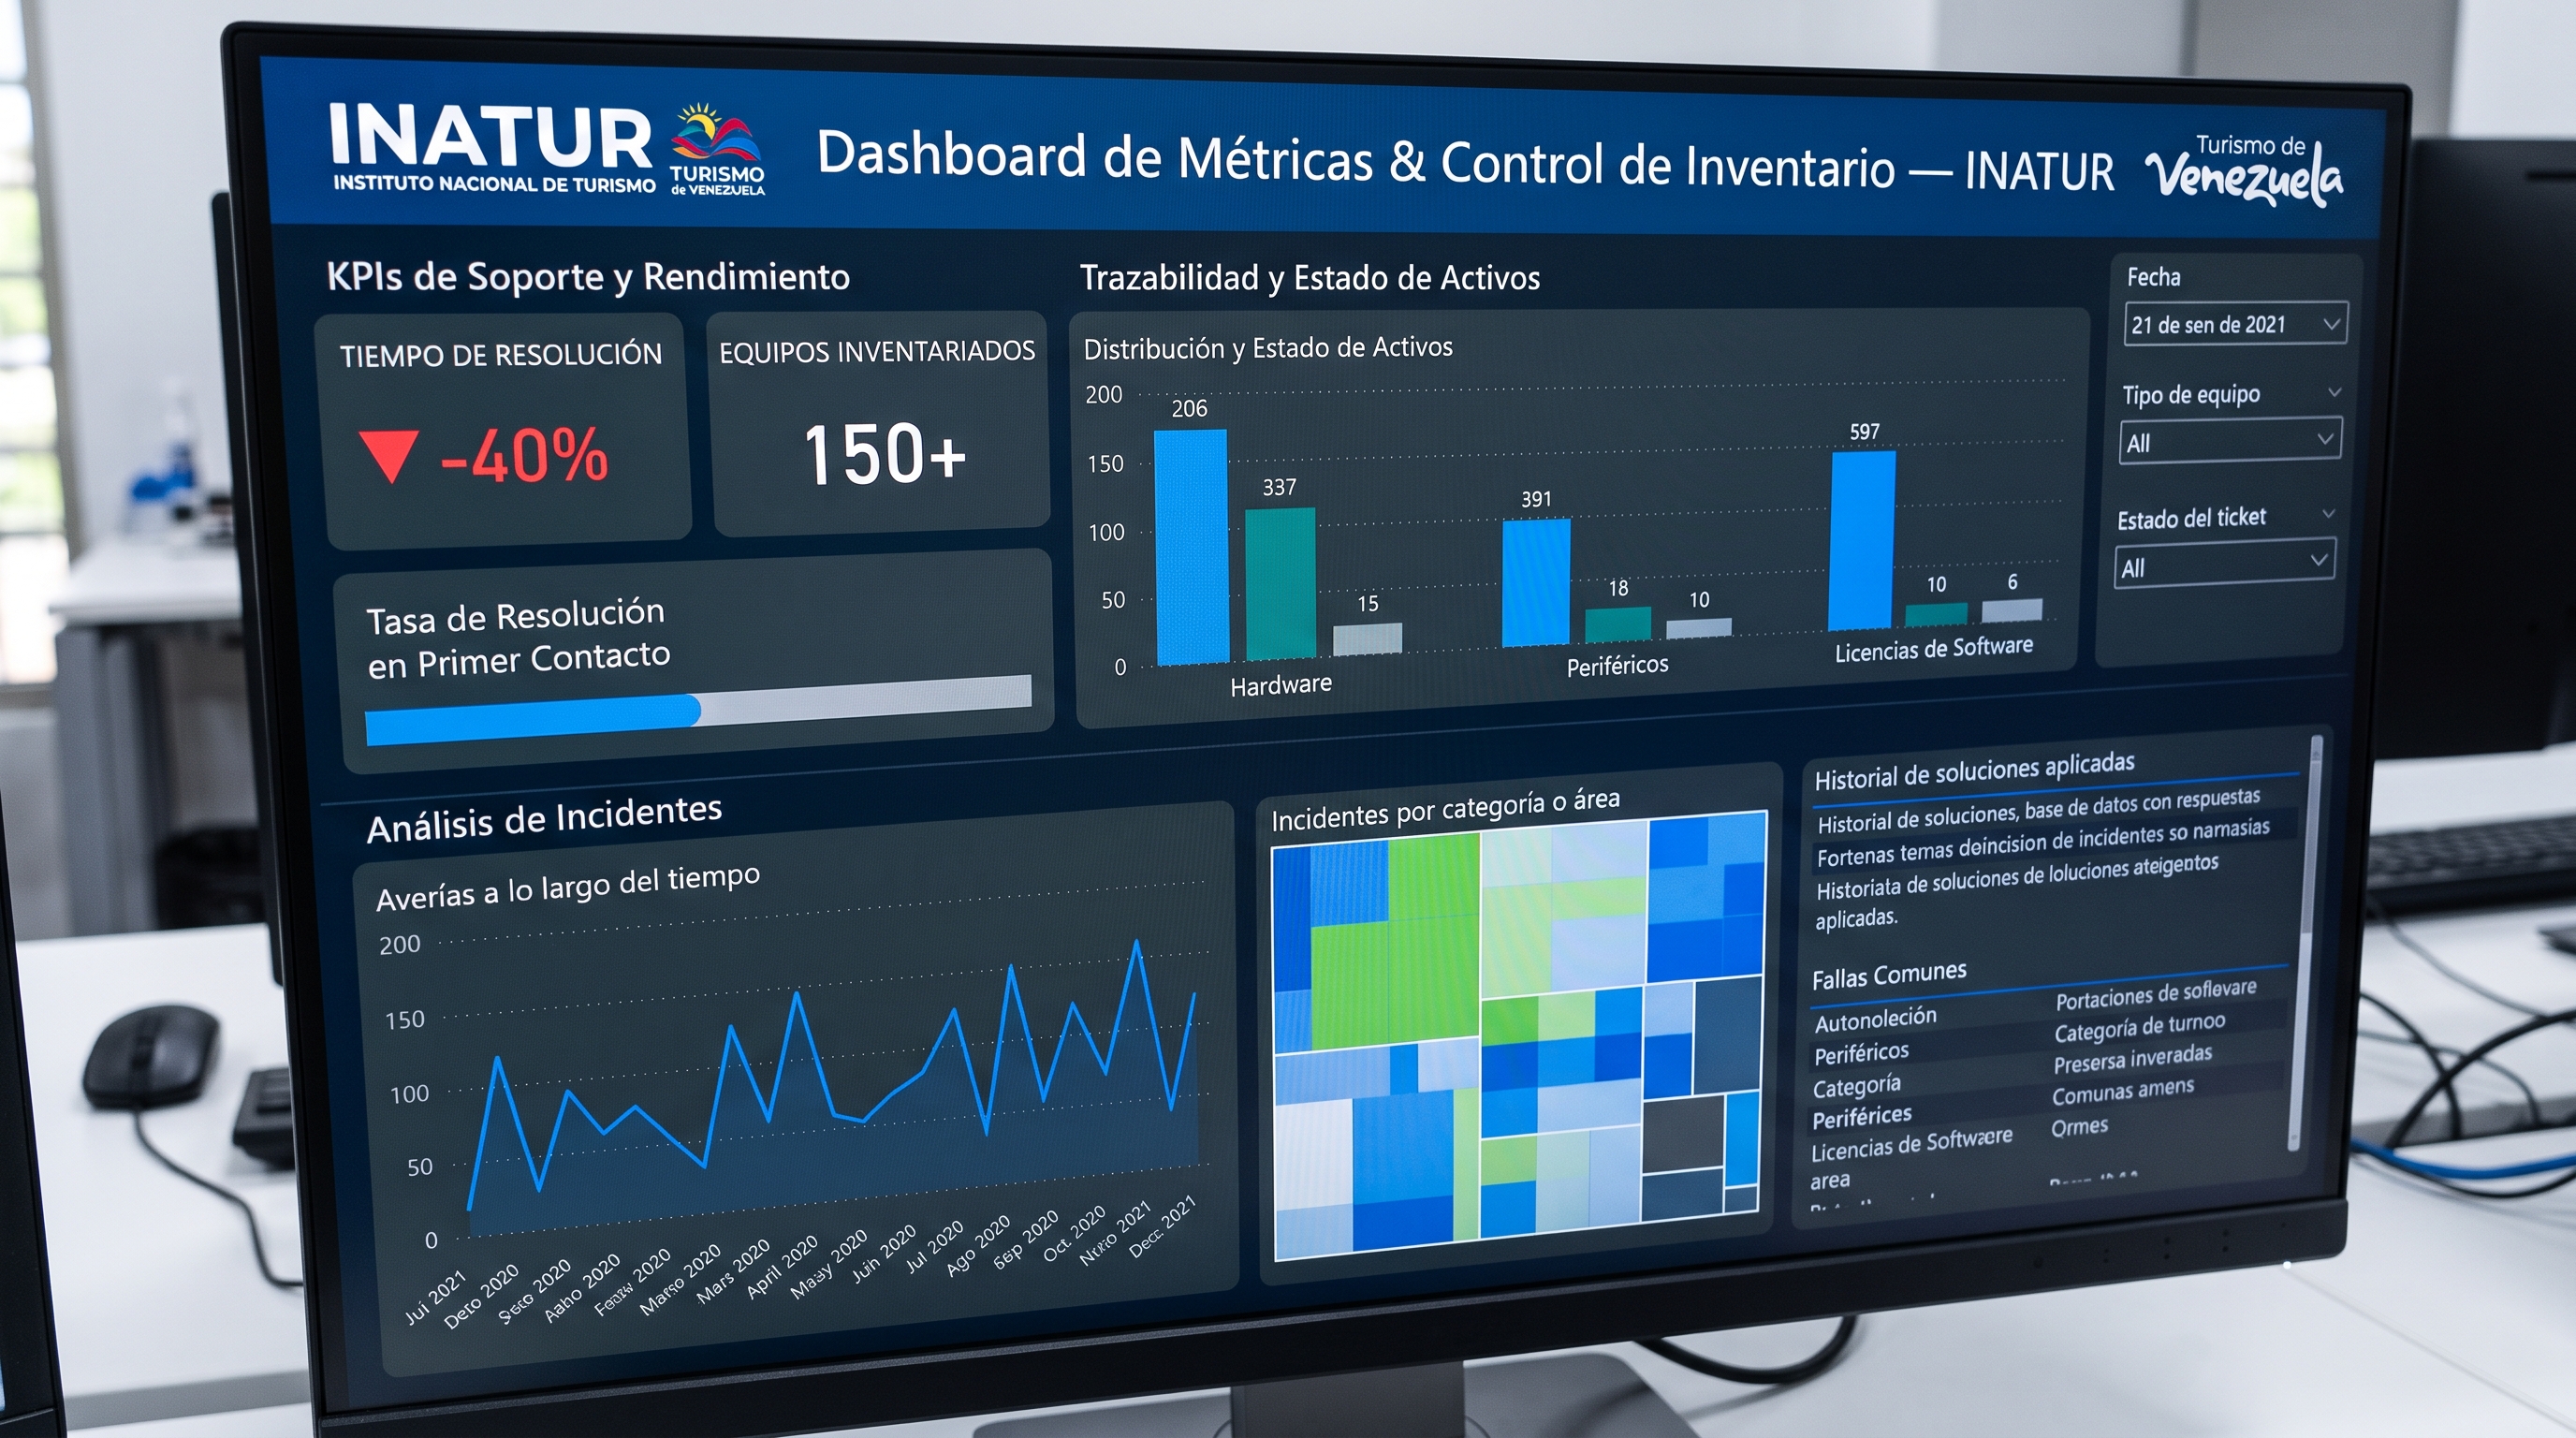 INATUR
INSTITUTO NACIONAL DE TURISMO
TURISMO
de VENEZUELA
Dashboard de Métricas & Control de Inventario — INATUR
Turismo de
Venezuela
KPIs de Soporte y Rendimiento
TIEMPO DE RESOLUCIÓN
-40%
EQUIPOS INVENTARIADOS
150+
Tasa de Resolución
en Primer Contacto
Trazabilidad y Estado de Activos
Distribución y Estado de Activos
200
150
100
50
0
206
337
15
391
18
10
597
10
6
Hardware
Periféricos
Licencias de Software
Fecha
21 de sen de 2021
Tipo de equipo
All
Estado del ticket
All
Análisis de Incidentes
Averías a lo largo del tiempo
200
150
100
50
0
Jui 2021
Dero 2020
2020
Aaho 2020
2020
2020
Mars 2020
April 2020
2020
2020
Jul 2020
Ago 2020
2020
Oct 2020
2021
Dec. 2021
Incidentes por categoría o área
Historial de soluciones aplicadas
Historial de soluciones, base de datos con respuestas
Fortenas temas deincision de incidentes so namasias
Historiata de soluciones de loluciones ateigentos
aplicadas.
Fallas Comunes
Autonoleción
Portaciones de soflevare
Periféricos
Categoría de turnoo
Categoría
Presersa inveradas
Periférices
Comunas amens
Licencias de Softwacre
Ormes
area